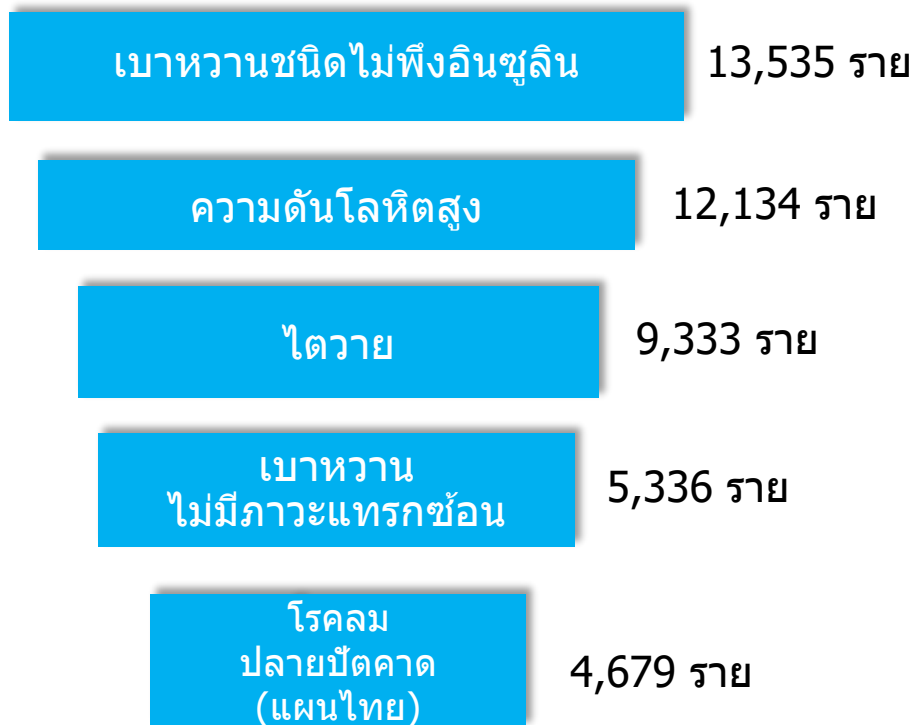 เบาหวานชนิดไม่พึงอินซูลิน 13,535 ราย
ความดันโลหิตสูง 12,134 ราย
ไตวาย 9,333 ราย
เบาหวาน
ไม่มีภาวะแทรกซ้อน 5,336 ราย
โรคลม
ปลายปัตคาด 4,679 ราย
(แผนไทย)